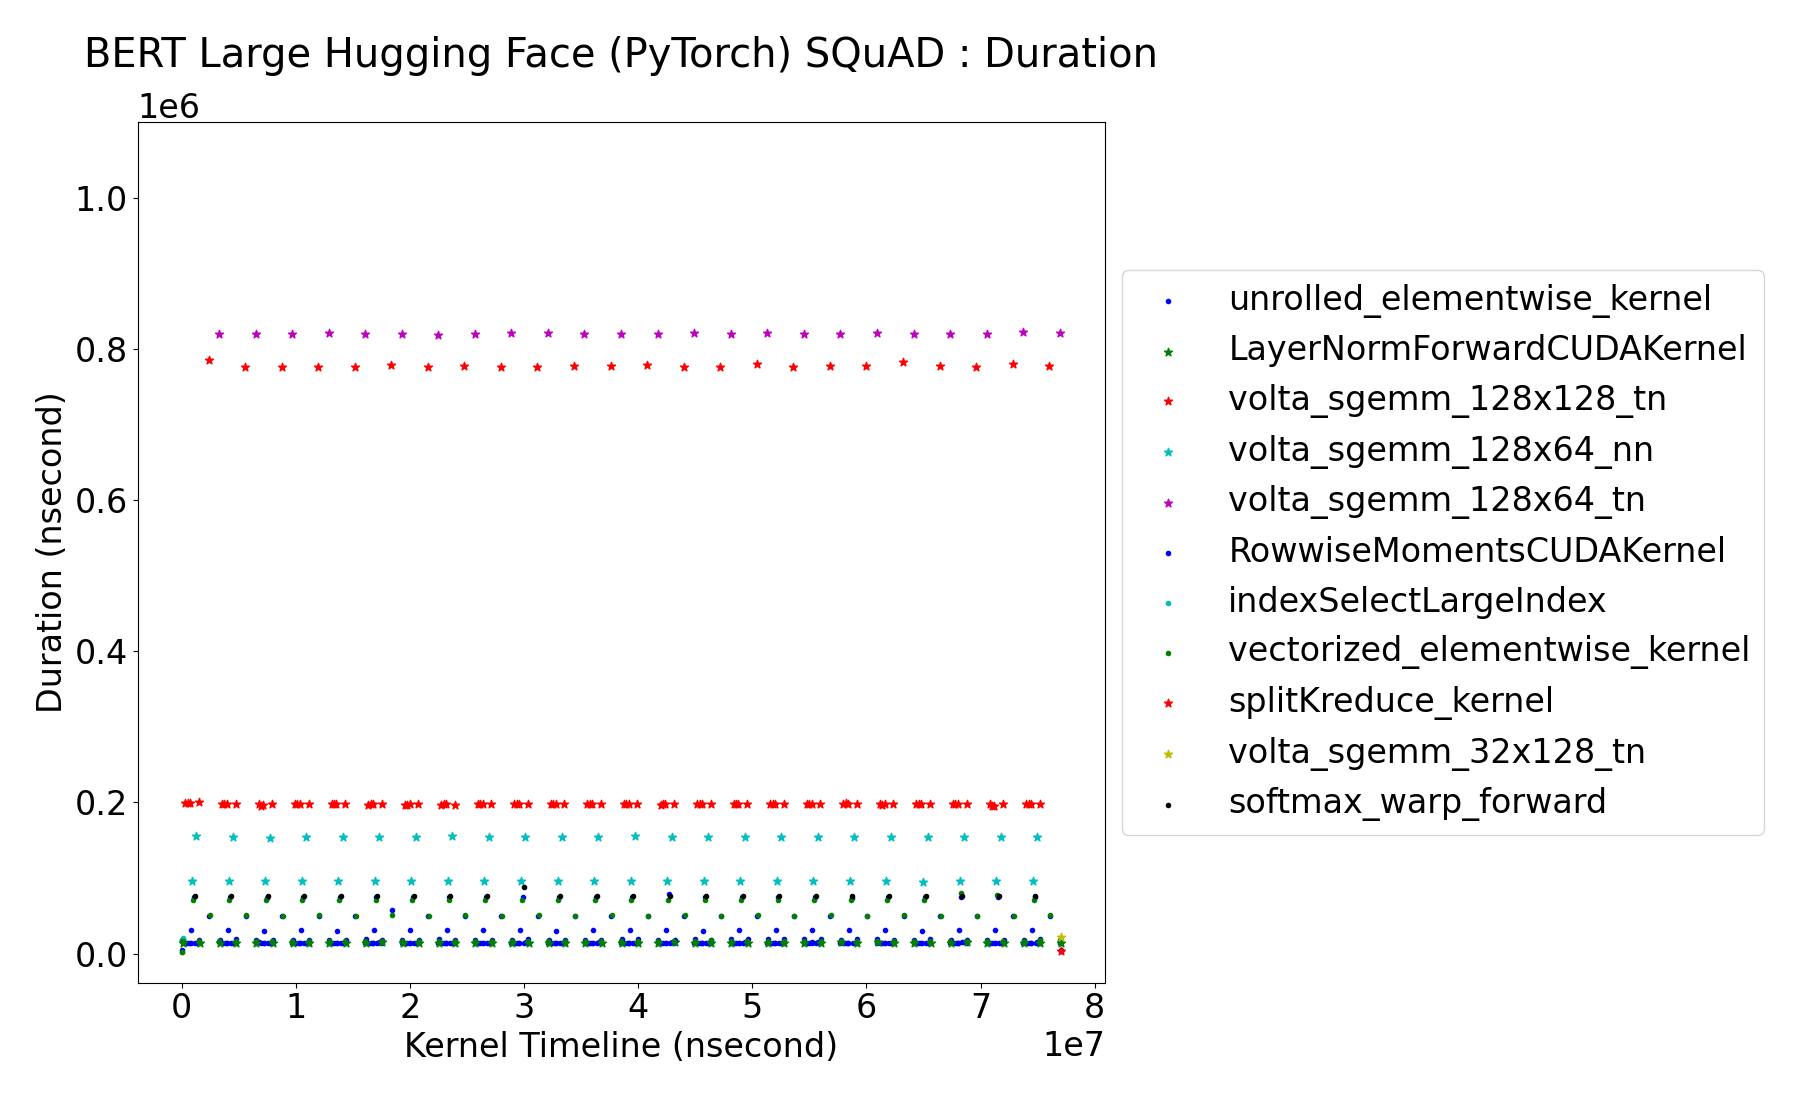 BERT Large Hugging Face (PyTorch) SQuAD : Duration
1e6
1.0
0.8
0.6
0.4
0.2
0.0
Duration (nsecond)
0 1 2 3 4 5 6 7 8
1e7
Kernel Timeline (nsecond)
unrolled_elementwise_kernel
LayerNormForwardCUDAKernel
volta_sgemm_128x128_tn
volta_sgemm_128x64_nn
volta_sgemm_128x64_tn
RowwiseMomentsCUDAKernel
indexSelectLargeIndex
vectorized_elementwise_kernel
splitKreduce_kernel
volta_sgemm_32x128_tn
softmax_warp_forward